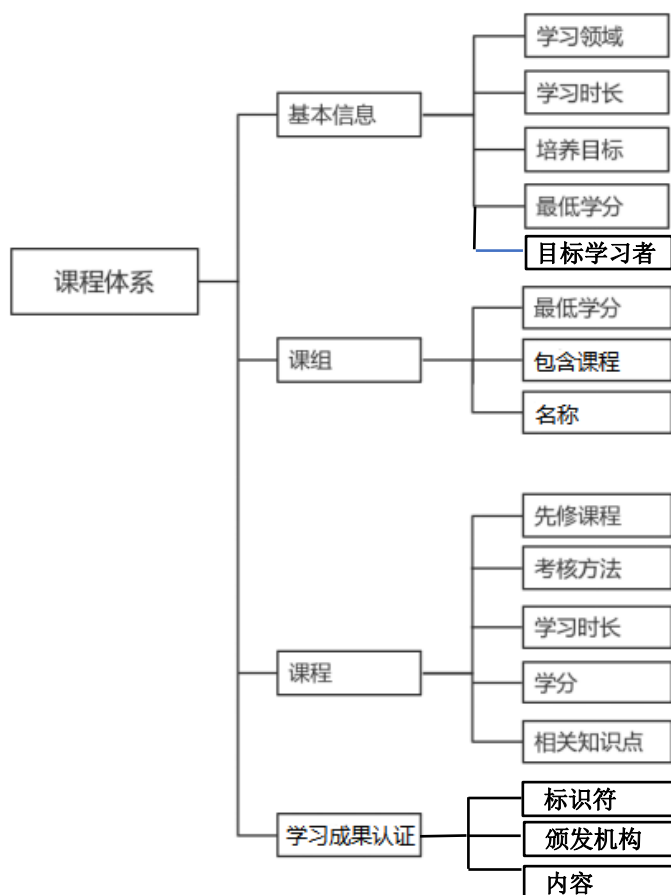 课程体系
基本信息
学习领域
学习时长
培养目标
最低学分
目标学习者
课组
最低学分
包含课程
名称
课程
先修课程
考核方法
学习时长
学分
相关知识点
学习成果认证
标识符
颁发机构
内容